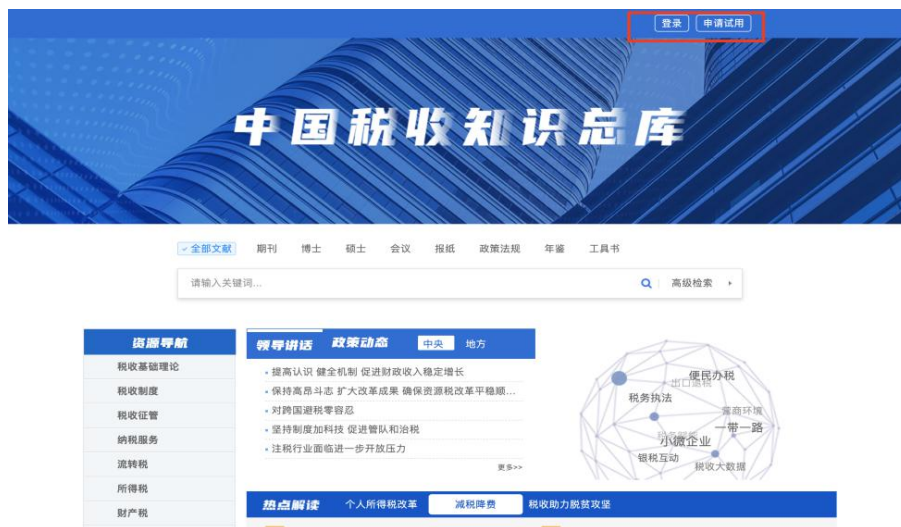 登录 申请试用
中国税收知识总库
全部文献 期刊 博士 硕士 会议 报纸 政策法规 年鉴 工具书
请输入关键词... 高级检索
资源导航
税收基础理论
税收制度
税收征管
纳税服务
流转税
所得税
财产税
领导讲话 政策动态 中央 地方
提高认识 健全机制 促进财政收入稳定增长
保持高昂斗志 扩大改革成果 确保资源税改革平稳顺...
对跨国避税零容忍
坚持制度加科技 促进管队和治税
注税行业面临进一步开放压力
更多>>
便民办税
出口退税
税务执法
营商环境
一带一路
小微企业
银税互动
税收大数据
热点解读 个人所得税改革 减税降费 税收助力脱贫攻坚